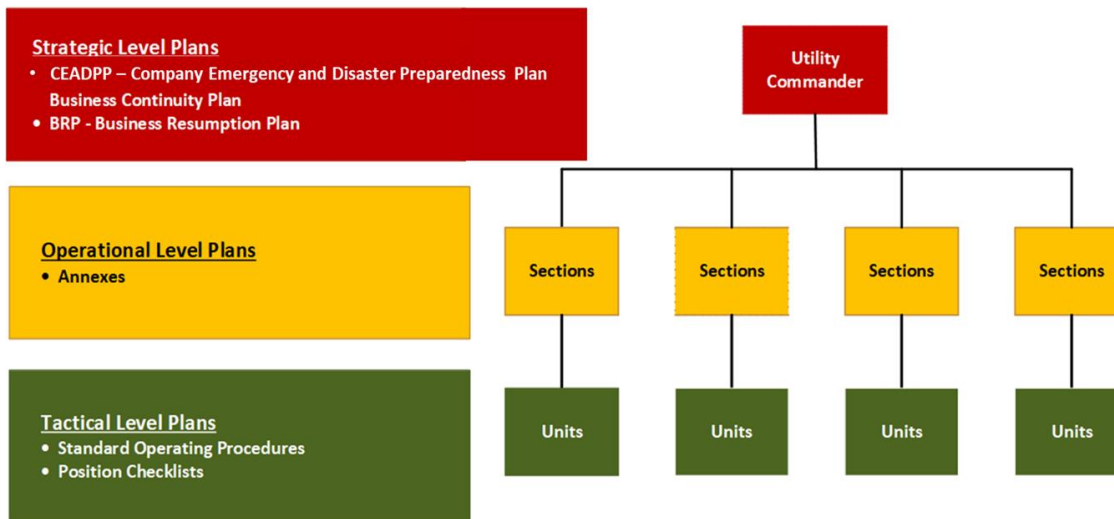 Strategic Level Plans
• CEADPP – Company Emergency and Disaster Preparedness Plan
Business Continuity Plan
• BRP - Business Resumption Plan
Utility
Commander
Operational Level Plans
• Annexes
Sections
Sections
Sections
Sections
Tactical Level Plans
• Standard Operating Procedures
• Position Checklists
Units
Units
Units
Units